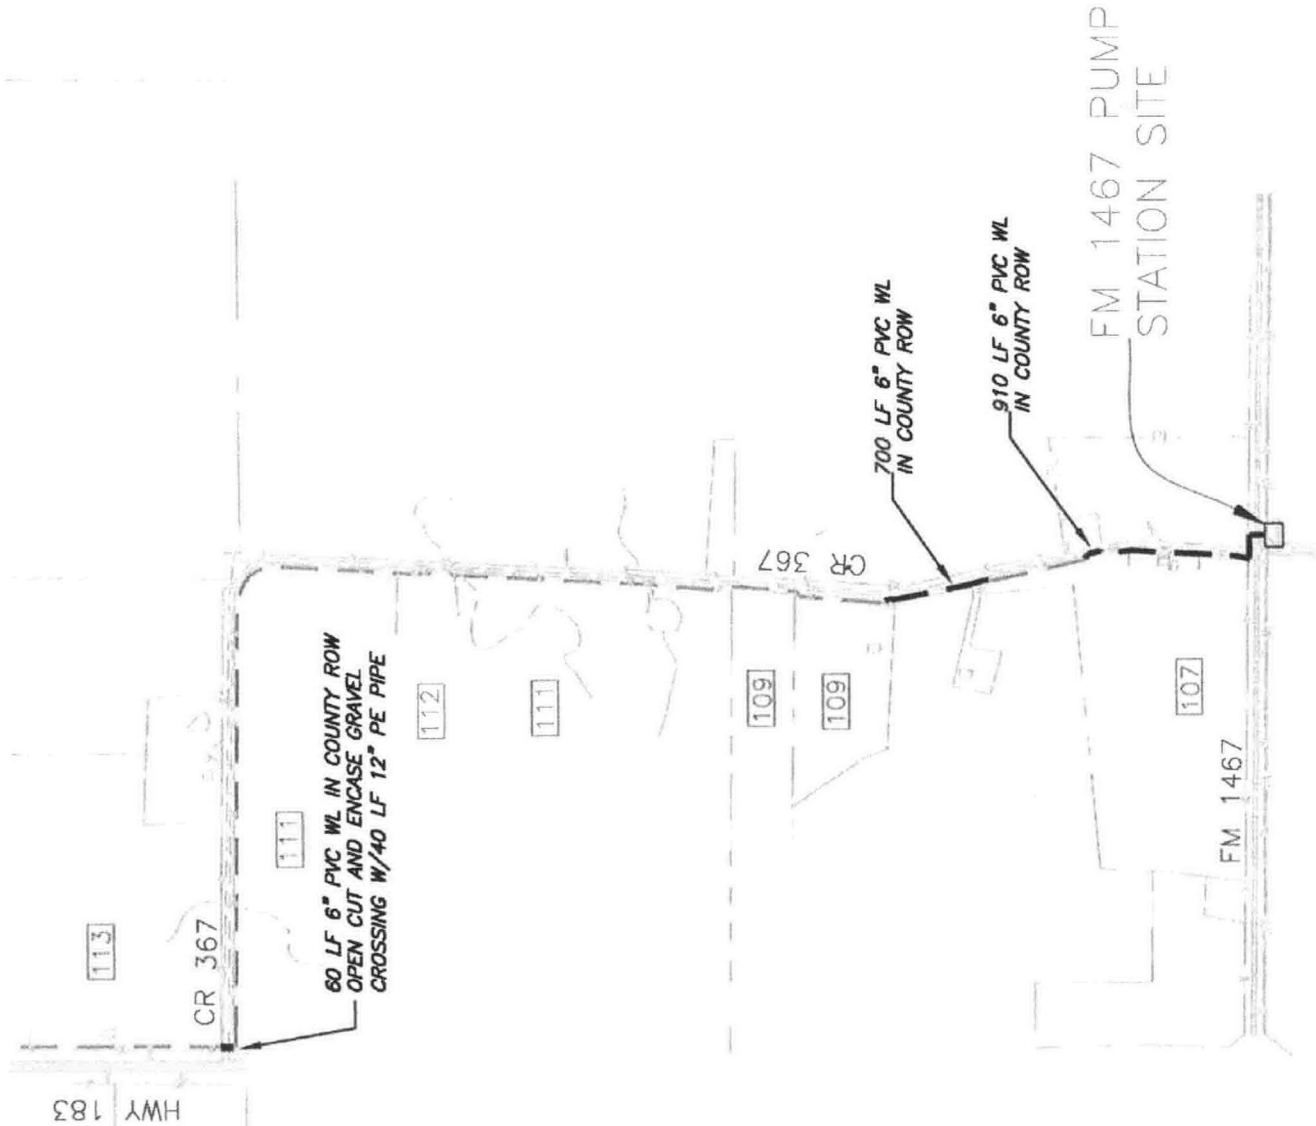 FM 1467 PUMP
STATION SITE
910 LF 6" PVC WL
IN COUNTY ROW
700 LF 6" PVC WL
IN COUNTY ROW
CR 367
60 LF 6" PVC WL IN COUNTY ROW
OPEN CUT AND ENCASE GRAVEL
CROSSING W/40 LF 12" PE PIPE
113
111
112
111
109
109
107
CR 367
FM 1467
HWY 183